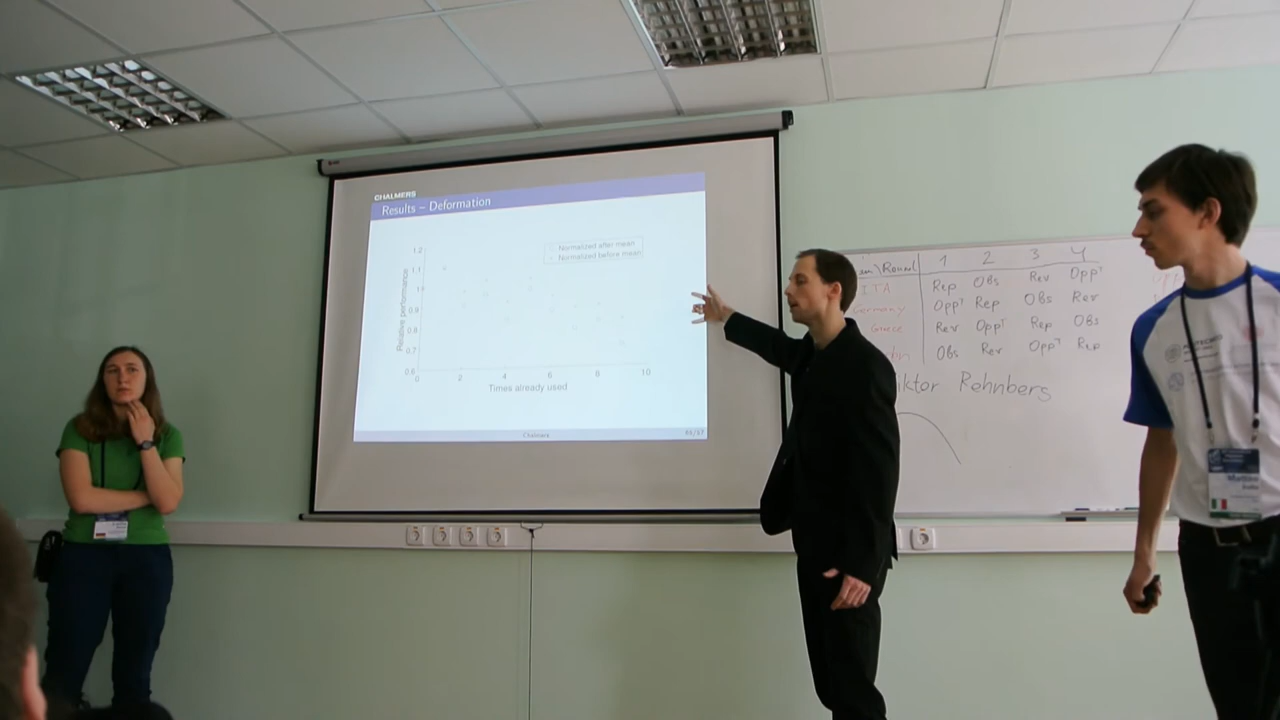 CHALMERS
Results – Deformation
Normalized after mean
Normalized before mean
Relative performance
1.2
1.1
1
0.9
0.8
0.7
0.6
0 2 4 6 8 10
Times already used
Chalmers
1 2 3 4
ITA Rep Obs Rev Opp
Germany Opp Rep Obs Rev
Greece Rev Opp Rep Obs
Obs Rev Opp Rep
Rehnbers